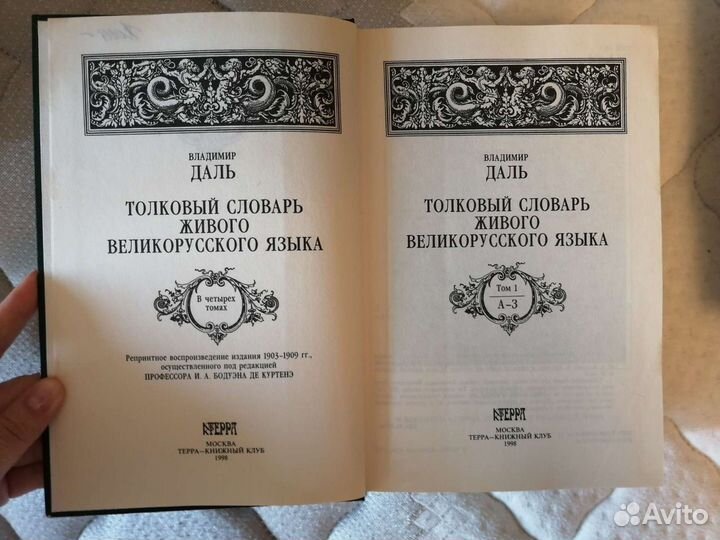 ВЛАДИМИР
ДАЛЬ
ТОЛКОВЫЙ СЛОВАРЬ
ЖИВОГО
ВЕЛИКОРУССКОГО ЯЗЫКА
В четырех
томах
Репринтное воспроизведение издания 1903–1909 гг.,
осуществленного под редакцией
ПРОФЕССОРА И. А. БОДУЭНА ДЕ КУРТЕНЭ
ТЕРРА
МОСКВА
ТЕРРА—КНИЖНЫЙ КЛУБ
1998
ВЛАДИМИР
ДАЛЬ
ТОЛКОВЫЙ СЛОВАРЬ
ЖИВОГО
ВЕЛИКОРУССКОГО ЯЗЫКА
Том 1
А–З
ТЕРРА
МОСКВА
ТЕРРА—КНИЖНЫЙ КЛУБ
1998
Avito